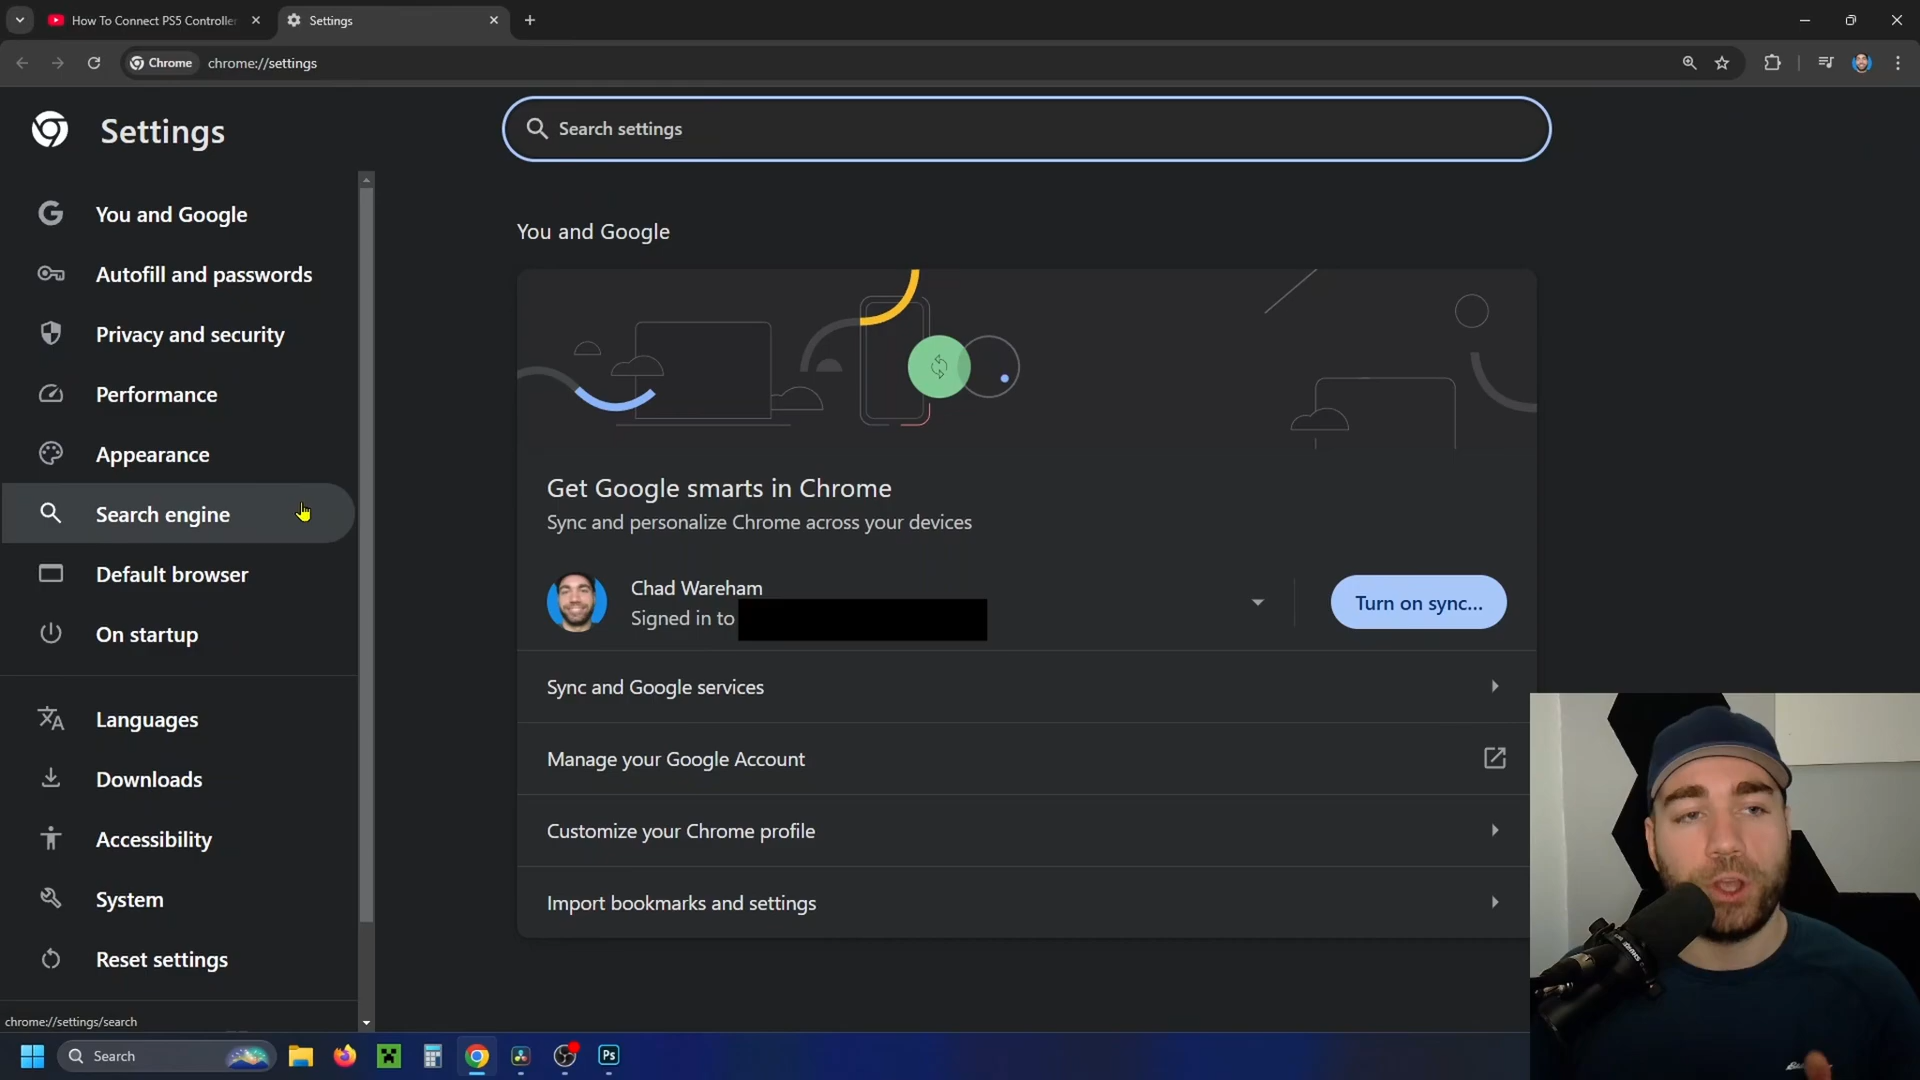 How To Connect PS5 Controller
Settings
Chrome
chrome://settings
Settings
Search settings
You and Google
Autofill and passwords
Privacy and security
Performance
Appearance
Search engine
Default browser
On startup
Languages
Downloads
Accessibility
System
Reset settings
You and Google
Get Google smarts in Chrome
Sync and personalize Chrome across your devices
Chad Wareham
Signed in to
Turn on sync...
Sync and Google services
Manage your Google Account
Customize your Chrome profile
Import bookmarks and settings
chrome://settings/search
Search
Ps